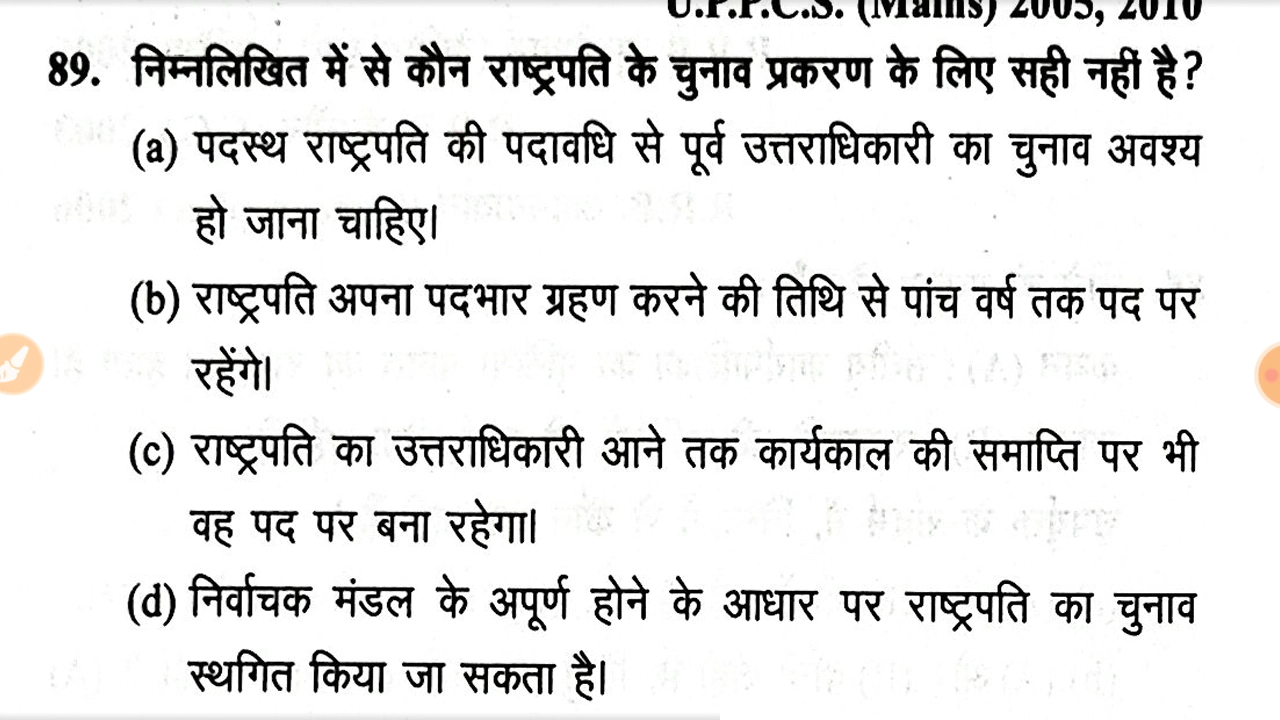 U.P.P.C.S. (Mains) 2005, 2010
89. निम्नलिखित में से कौन राष्ट्रपति के चुनाव प्रकरण के लिए सही नहीं है?
(a) पदस्थ राष्ट्रपति की पदावधि से पूर्व उत्तराधिकारी का चुनाव अवश्य
हो जाना चाहिए।
(b) राष्ट्रपति अपना पदभार ग्रहण करने की तिथि से पांच वर्ष तक पद पर
रहेंगे।
(c) राष्ट्रपति का उत्तराधिकारी आने तक कार्यकाल की समाप्ति पर भी
वह पद पर बना रहेगा।
(d) निर्वाचक मंडल के अपूर्ण होने के आधार पर राष्ट्रपति का चुनाव
स्थगित किया जा सकता है।